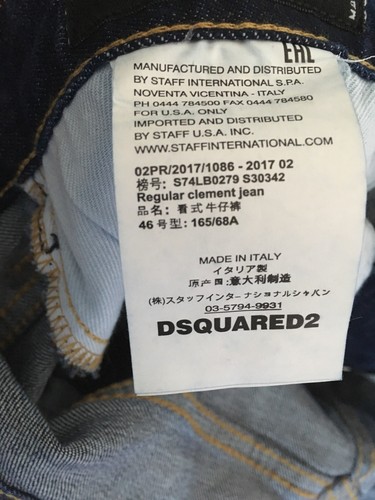 EAC
MANUFACTURED AND DISTRIBUTED
BY STAFF INTERNATIONAL S.P.A.
NOVENTA VICENTINA - ITALY
PH 0444 784500 FAX 0444 784580
FOR U.S.A. ONLY
IMPORTED AND DISTRIBUTED
BY STAFF U.S.A. INC.
WWW.STAFFINTERNATIONAL.COM
02PR/2017/1086 - 2017 02
榜号: S74LB0279 S30342
Regular clement jean
品名: 看式牛仔裤
46 号型: 165/68A
MADE IN ITALY
イタリア製
原产国:意大利制造
(株)スタッフインターナショナルジャパン
03-5794-9931
DSQUARED2